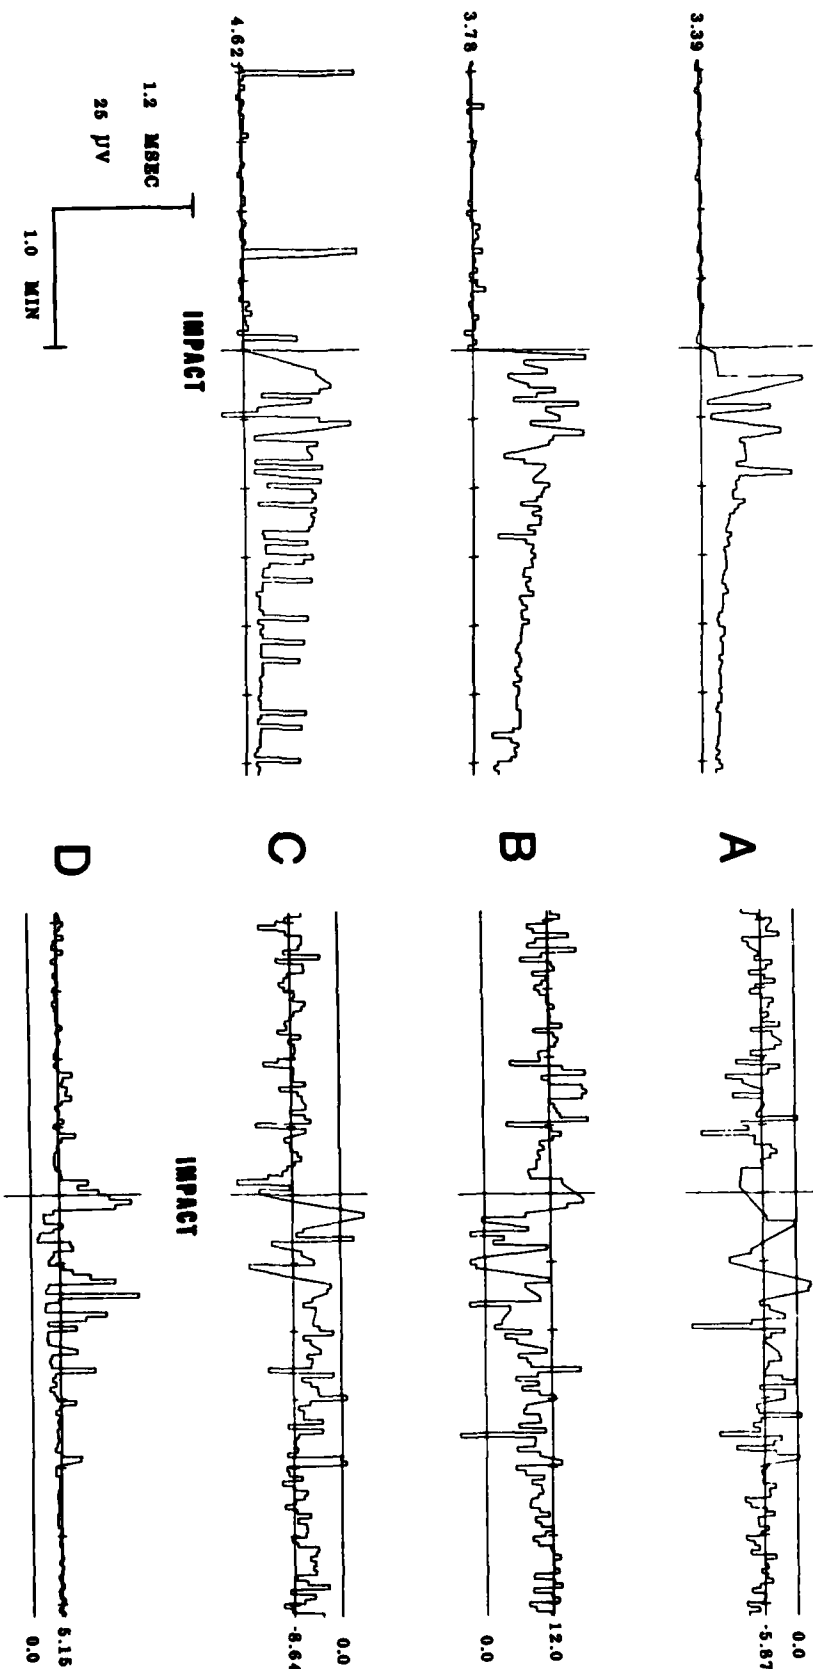 0.0
-5.87
A
3.39
12.0
B
0.0
3.78
0.0
-8.64
C
4.62
IMPACT
IMPACT
1.2 MSEC
25 µV
5.15
D
0.0
1.0 MIN